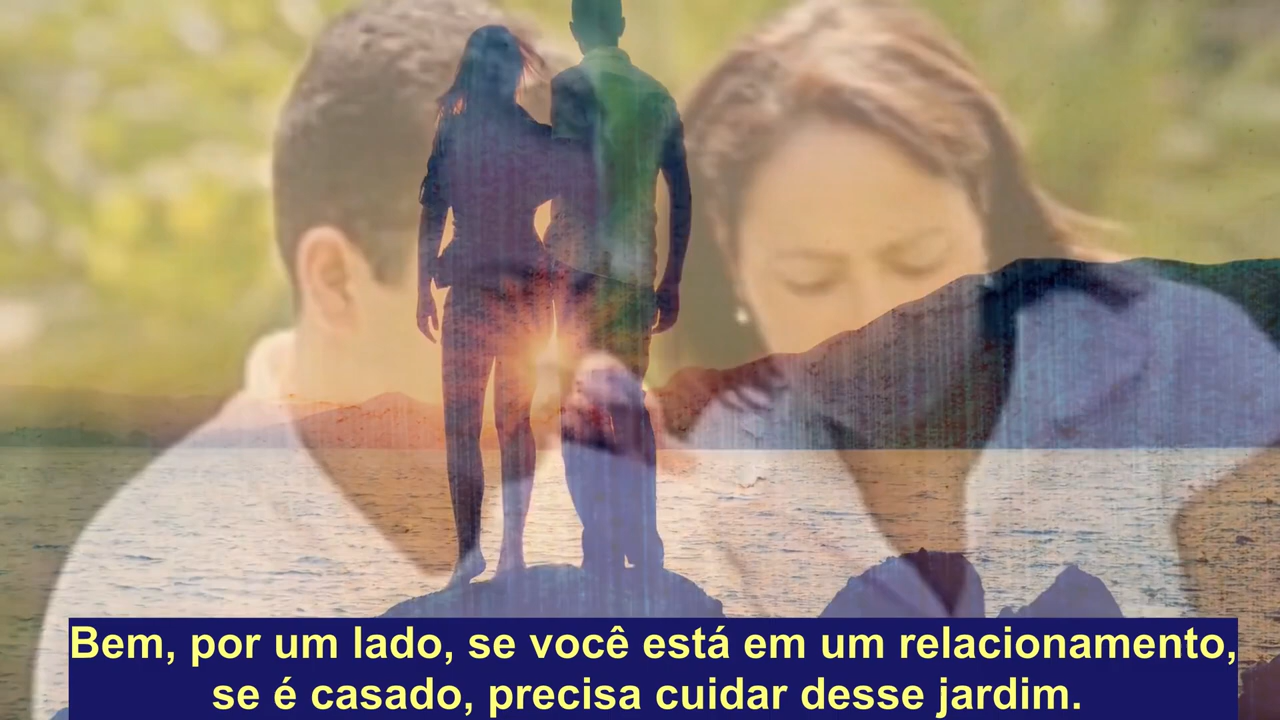 Bem, por um lado, se você está em um relacionamento,
se é casado, precisa cuidar desse jardim.